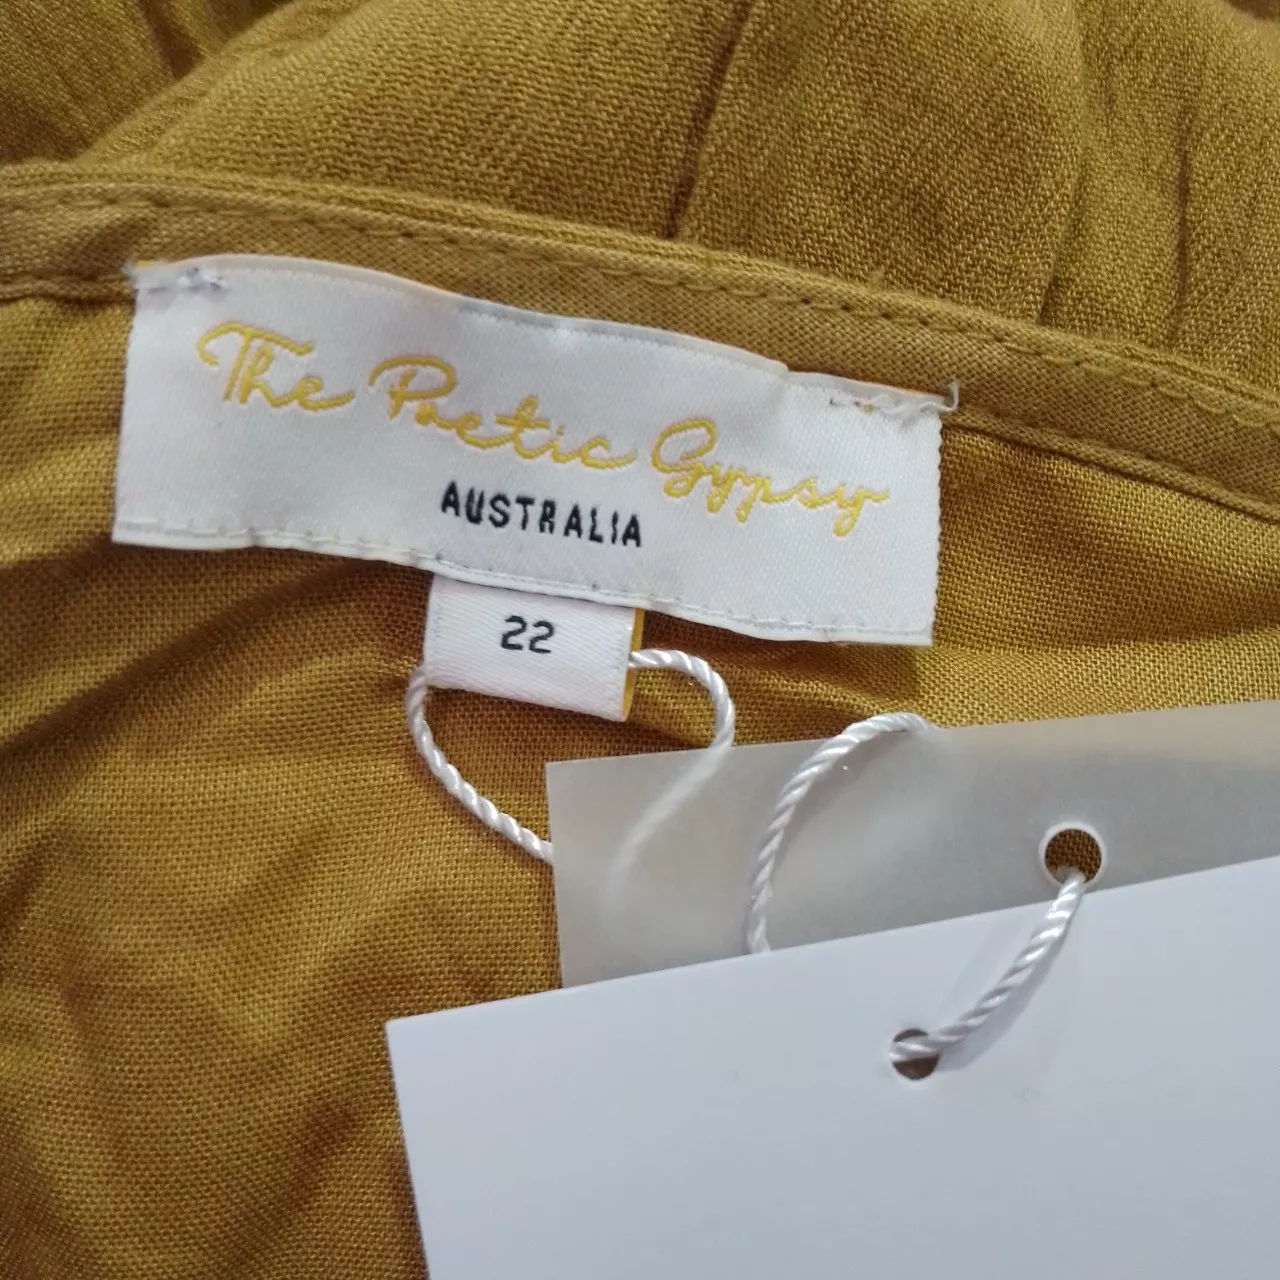 The Poetic Gypsy
AUSTRALIA
22